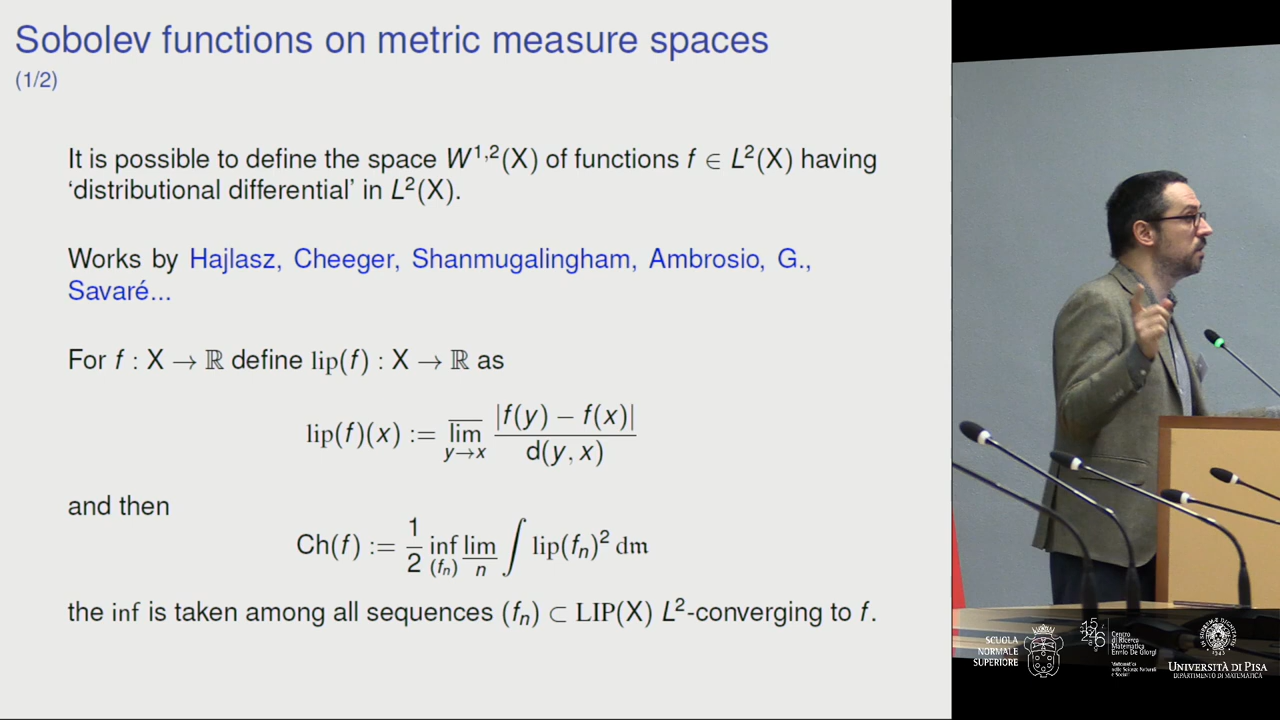 Sobolev functions on metric measure spaces
(1/2)
It is possible to define the space W^{1,2}(X) of functions f ∈ L²(X) having
‘distributional differential’ in L²(X).
Works by Hajlasz, Cheeger, Shanmugalingham, Ambrosio, G.,
Savaré...
For f : X → ℝ define lip(f) : X → ℝ as
lip(f)(x) := \overline{lim}_{y→x} |f(y) − f(x)| / d(y, x)
and then
Ch(f) := 1/2 inf_{(f_n)} \underline{lim}_n ∫ lip(f_n)² dm
the inf is taken among all sequences (f_n) ⊂ LIP(X) L²-converging to f.
SCUOLA
NORMALE
SUPERIORE
Centro
di Ricerca
Matematica
Ennio De Giorgi
UNIVERSITÀ DI PISA
DIPARTIMENTO DI MATEMATICA